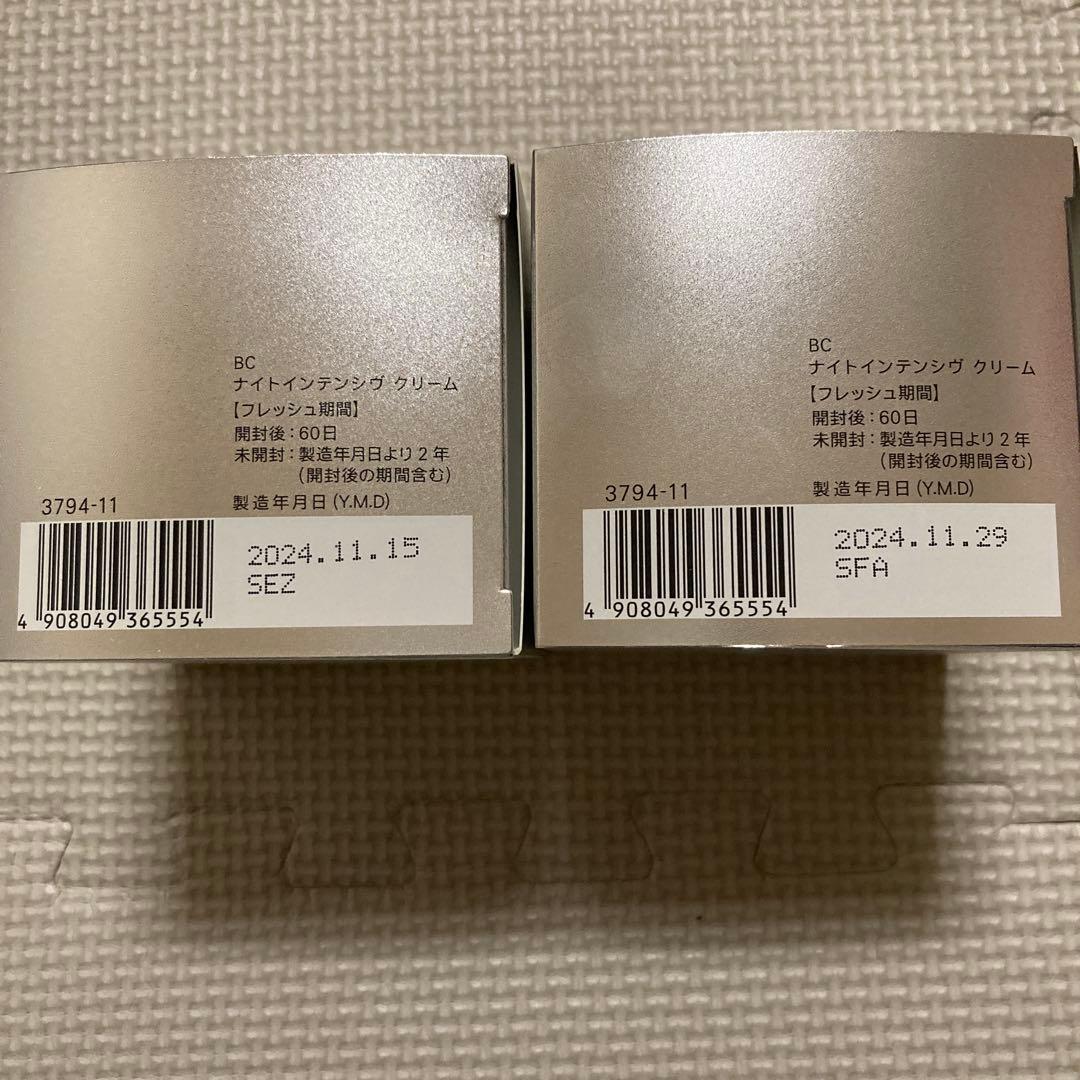 BC
ナイトインテンシヴ クリーム
【フレッシュ期間】
開封後：60日
未開封：製造年月日より2年
（開封後の期間含む）
3794-11
製造年月日(Y.M.D)
2024.11.15
SEZ
4 908049 365554
BC
ナイトインテンシヴ クリーム
【フレッシュ期間】
開封後：60日
未開封：製造年月日より2年
（開封後の期間含む）
3794-11
製造年月日(Y.M.D)
2024.11.29
SFA
4 908049 365554